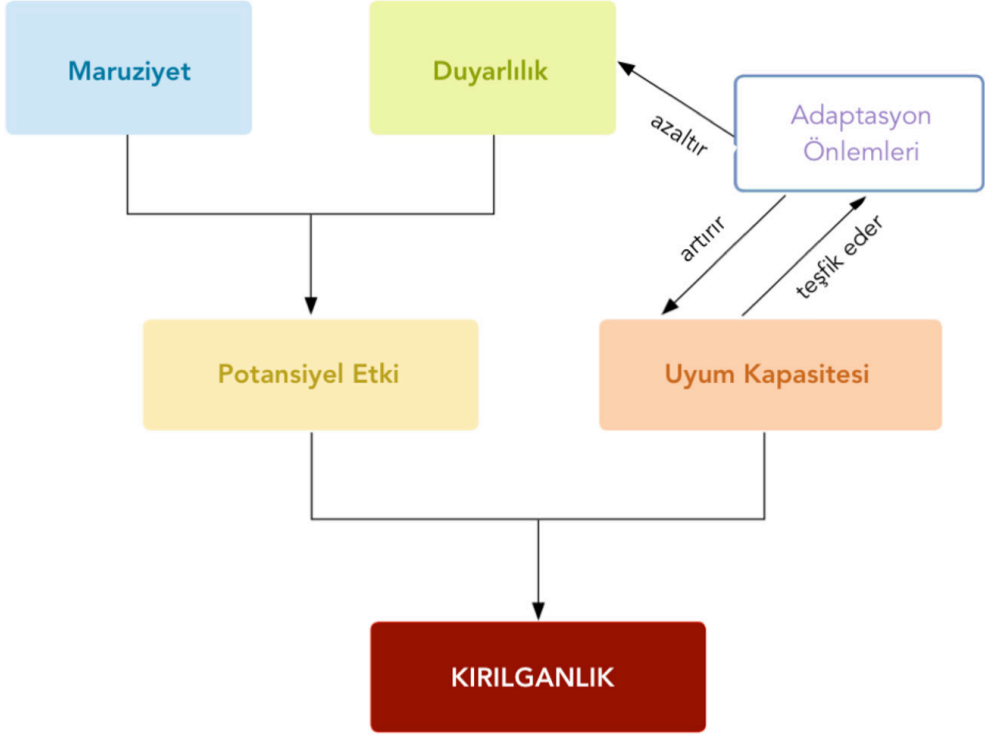 Maruziyet
Duyarlılık
Adaptasyon
Önlemleri
azaltır
artırır
teşfik eder
Potansiyel Etki
Uyum Kapasitesi
KIRILGANLIK